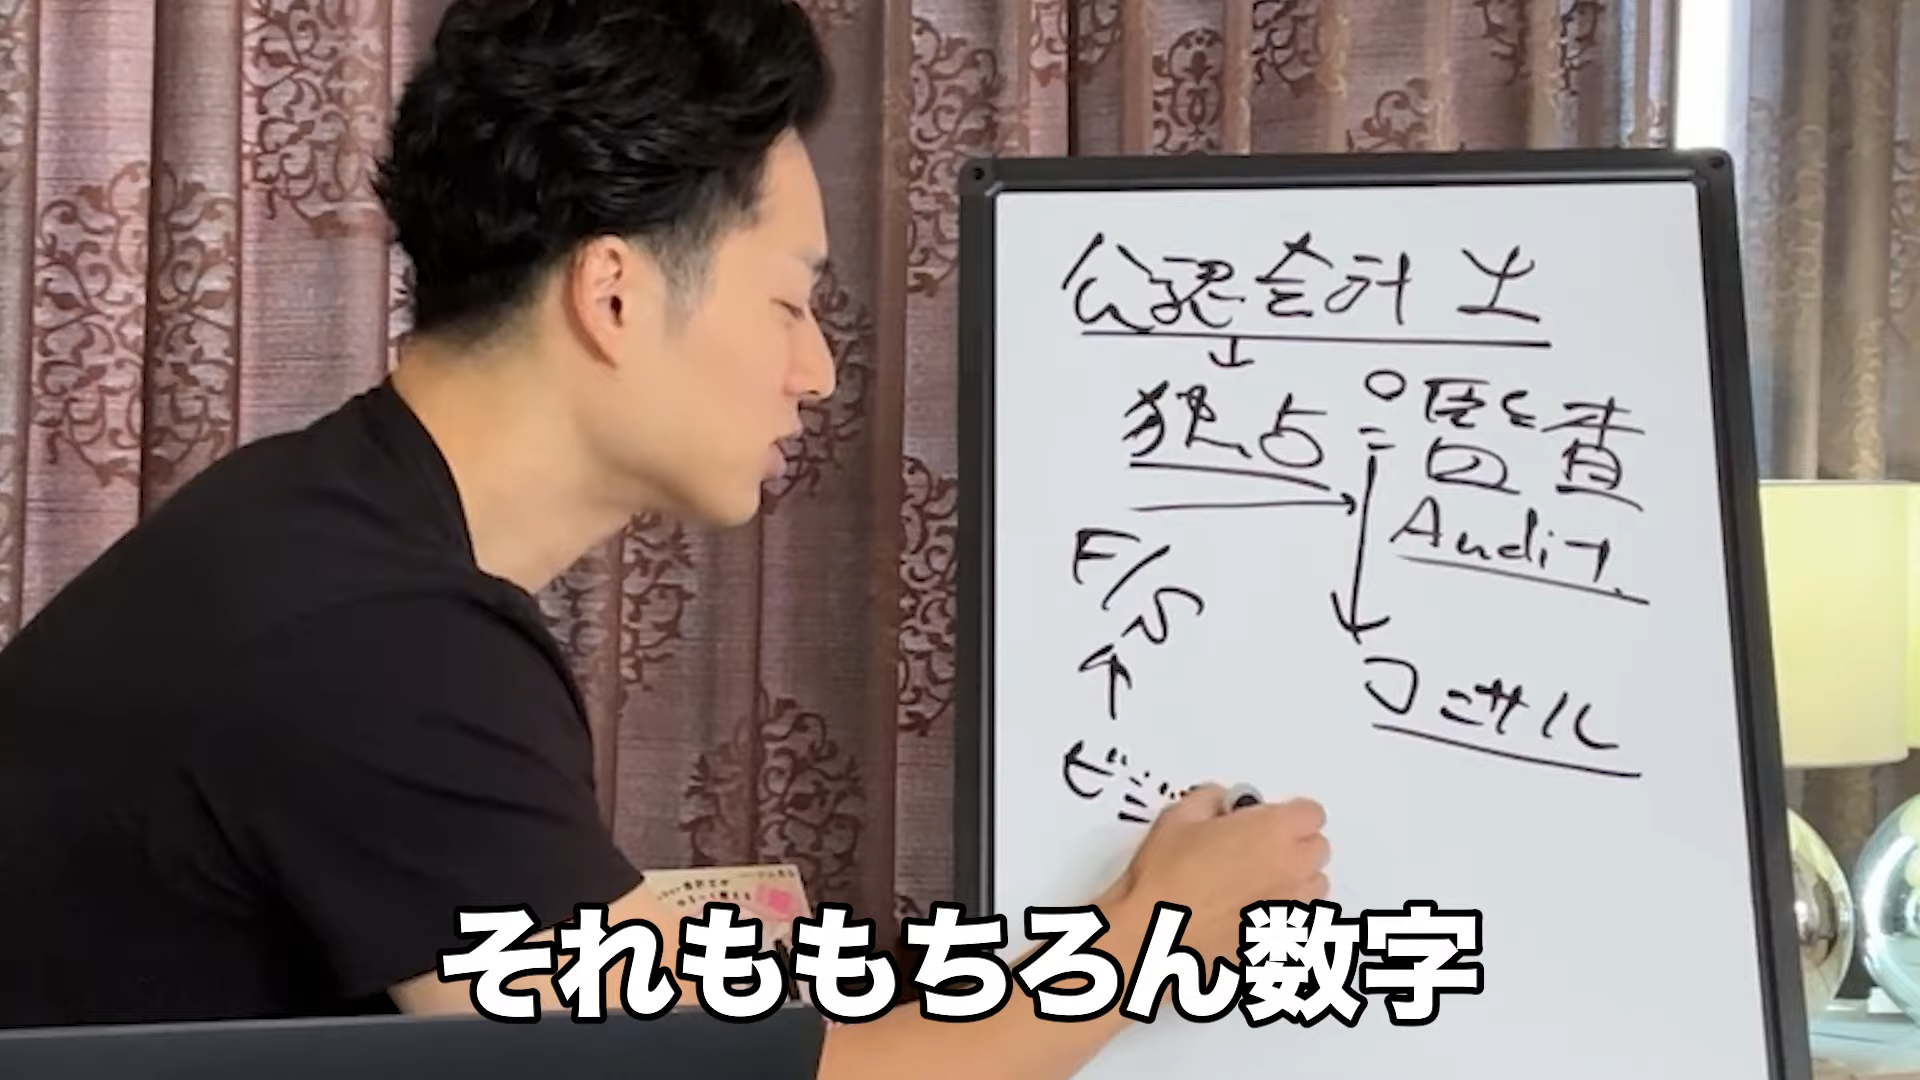 公認会計士
↓
独占 = 監査
Audit
F/S
↑
コンサル
ビジ
それももちろん数字